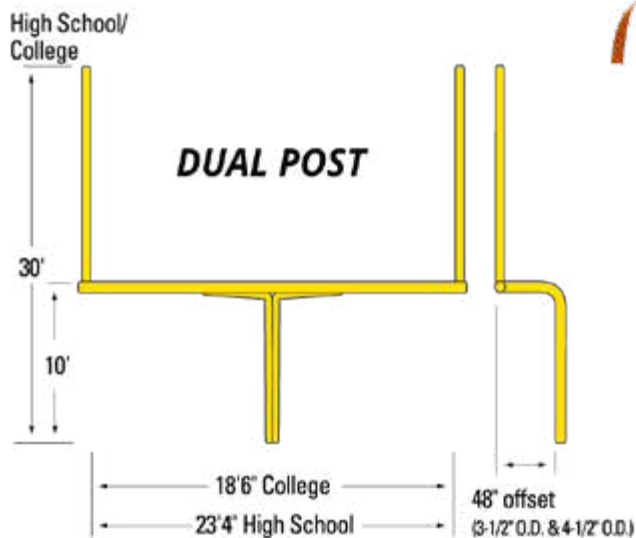 High School/
College
DUAL POST
30'
10'
18'6" College
23'4" High School
48" offset
(3-1/2" O.D. & 4-1/2" O.D.)